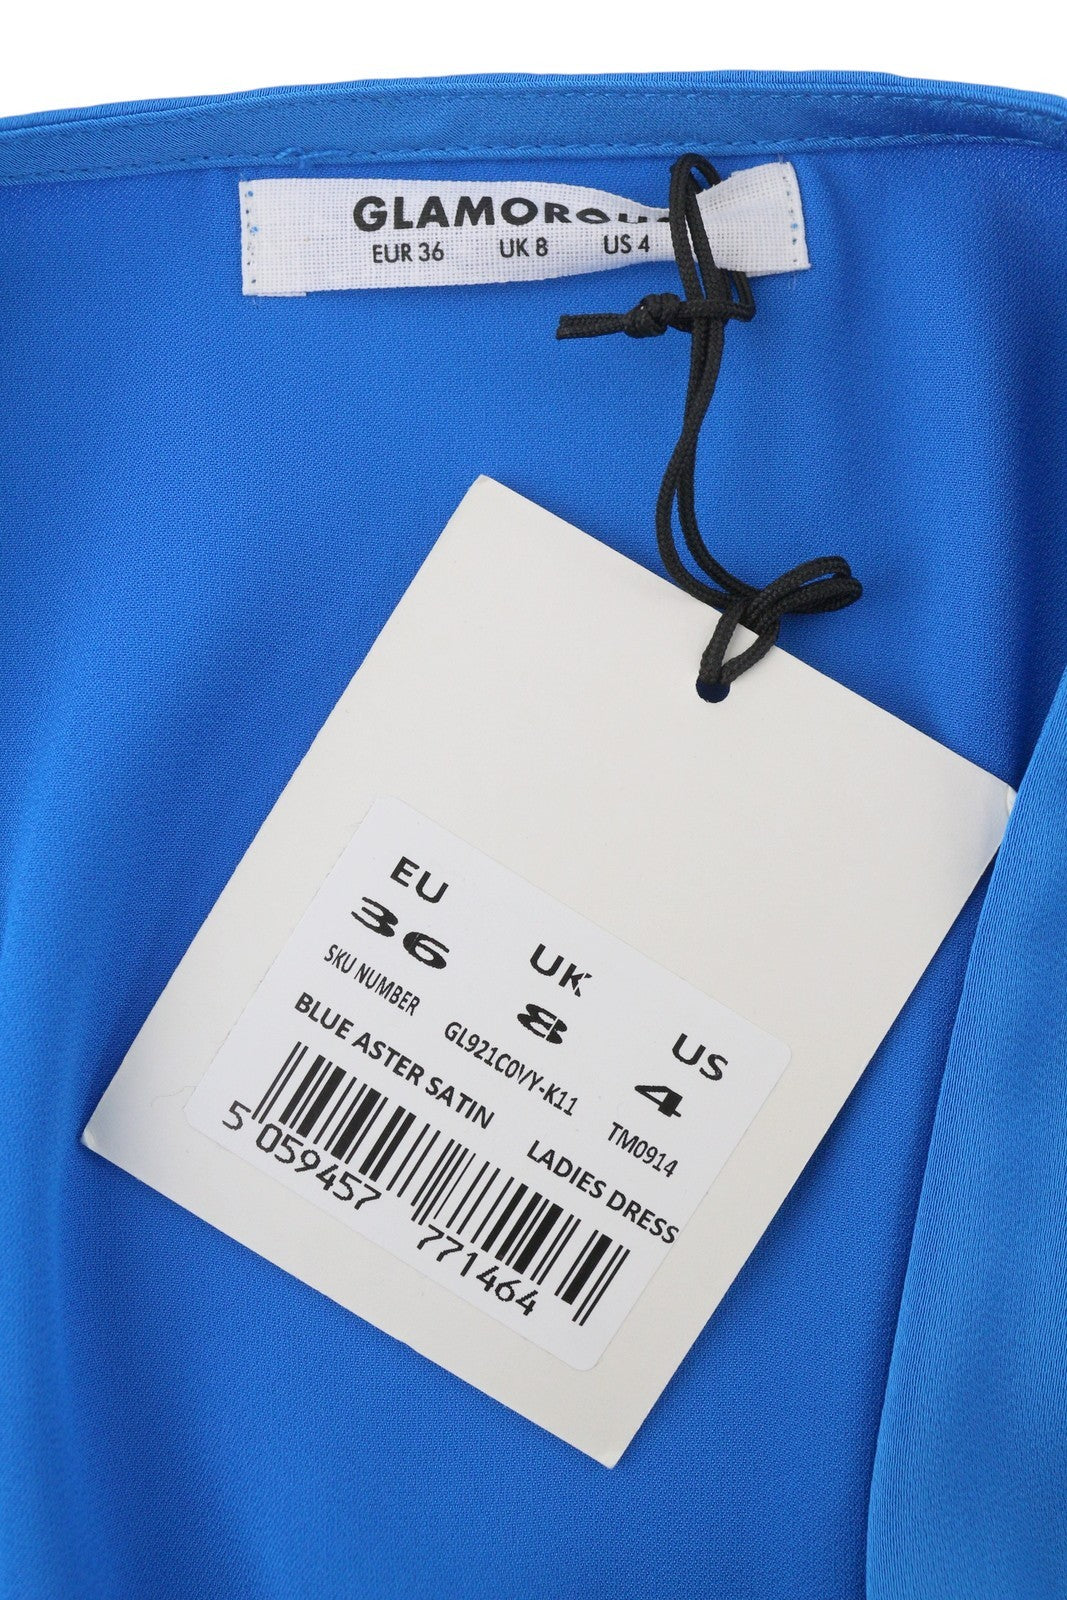 GLAMOROUS
EUR 36 UK 8 US 4
EU UK US
36 8 4
SKU NUMBER GL921C0VY-K11 TM0914
BLUE ASTER SATIN LADIES DRESS
5 059457 771464